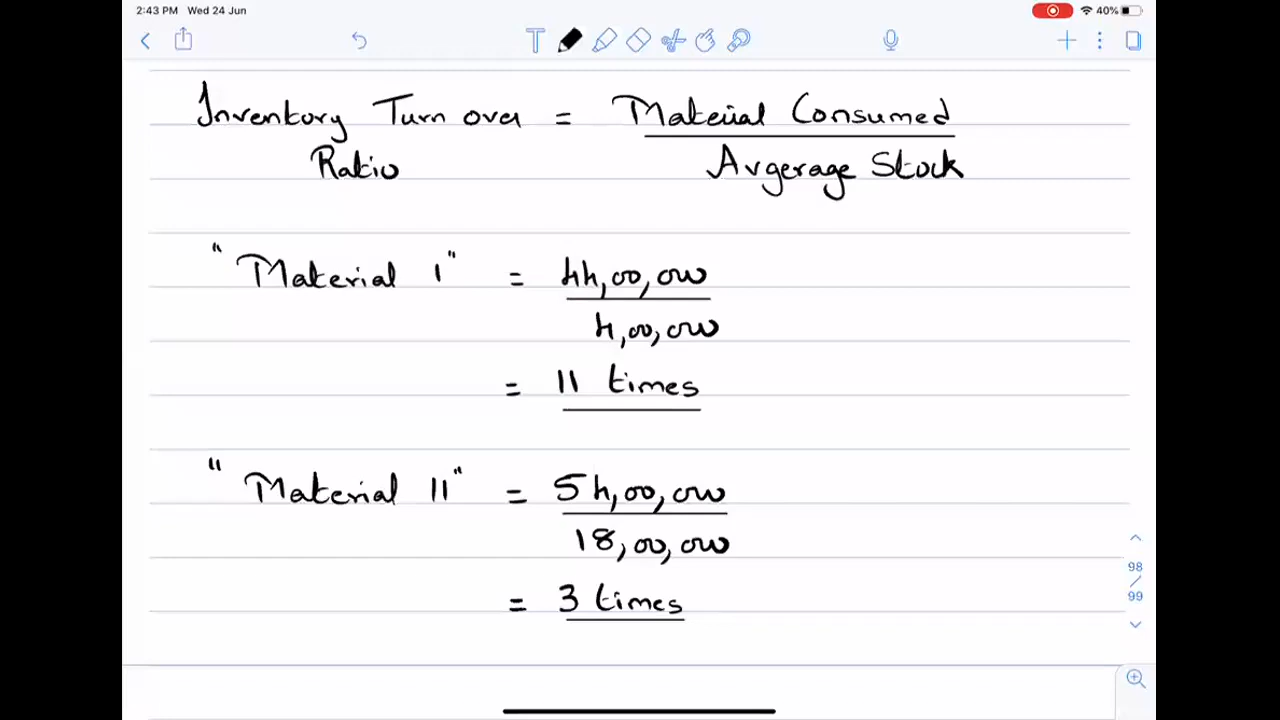 2:43 PM Wed 24 Jun
40%
T
Inventory Turn over = Material Consumed
Ratio Avgerage Stock
"Material I" = 44,00,000
4,00,000
= 11 times
"Material II" = 54,00,000
18,00,000
= 3 times
98
/
99